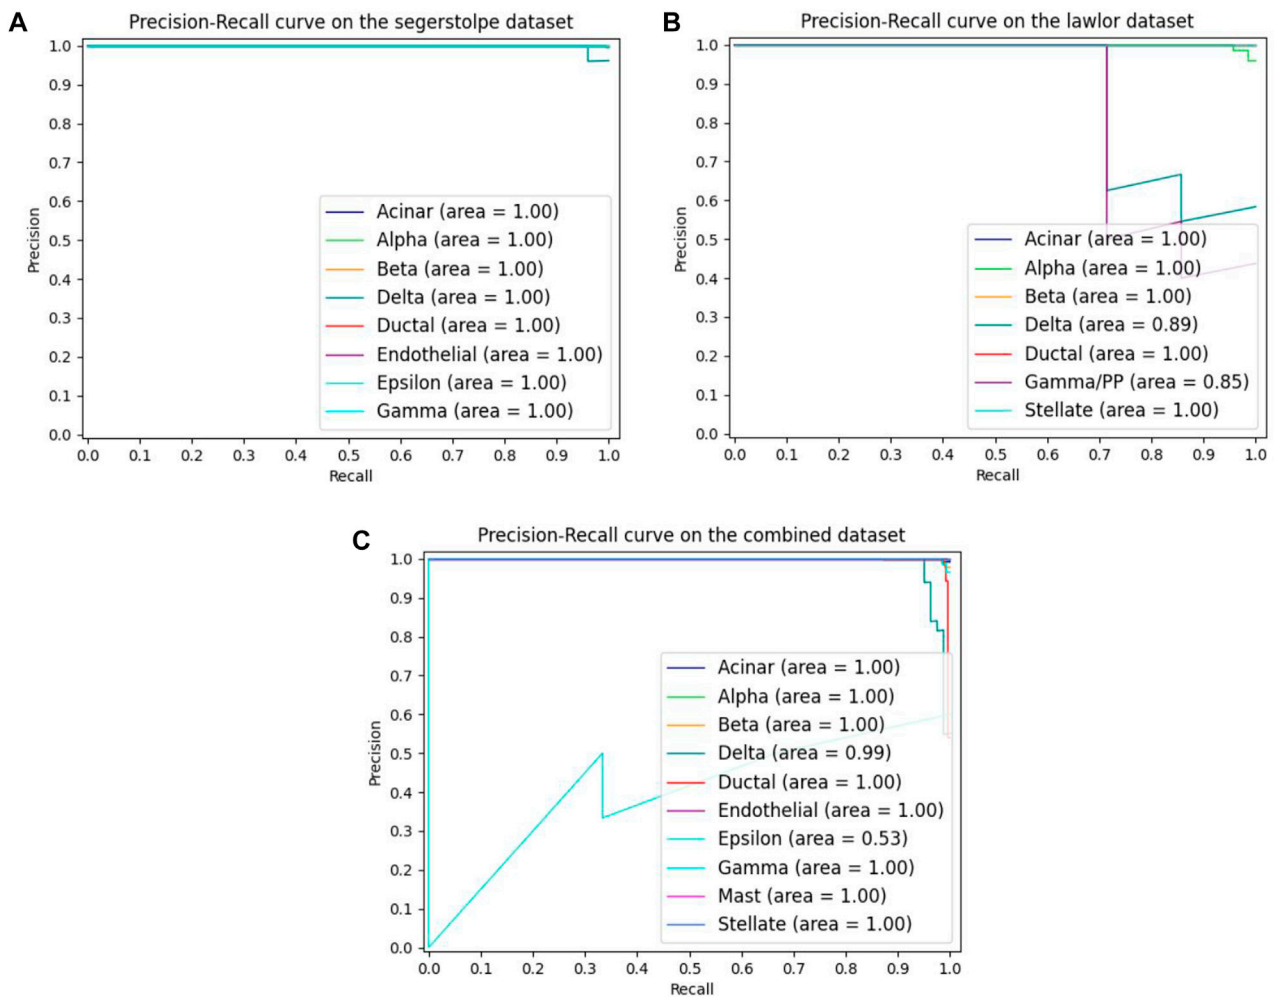 A
Precision-Recall curve on the segerstolpe dataset
1.0
0.9
0.8
0.7
0.6
0.5
0.4
0.3
0.2
0.1
0.0
Precision
Acinar (area = 1.00)
Alpha (area = 1.00)
Beta (area = 1.00)
Delta (area = 1.00)
Ductal (area = 1.00)
Endothelial (area = 1.00)
Epsilon (area = 1.00)
Gamma (area = 1.00)
0.0 0.1 0.2 0.3 0.4 0.5 0.6 0.7 0.8 0.9 1.0
Recall
B
Precision-Recall curve on the lawlor dataset
1.0
0.9
0.8
0.7
0.6
0.5
0.4
0.3
0.2
0.1
0.0
Precision
Acinar (area = 1.00)
Alpha (area = 1.00)
Beta (area = 1.00)
Delta (area = 0.89)
Ductal (area = 1.00)
Gamma/PP (area = 0.85)
Stellate (area = 1.00)
0.0 0.1 0.2 0.3 0.4 0.5 0.6 0.7 0.8 0.9 1.0
Recall
C
Precision-Recall curve on the combined dataset
1.0
0.9
0.8
0.7
0.6
0.5
0.4
0.3
0.2
0.1
0.0
Precision
Acinar (area = 1.00)
Alpha (area = 1.00)
Beta (area = 1.00)
Delta (area = 0.99)
Ductal (area = 1.00)
Endothelial (area = 1.00)
Epsilon (area = 0.53)
Gamma (area = 1.00)
Mast (area = 1.00)
Stellate (area = 1.00)
0.0 0.1 0.2 0.3 0.4 0.5 0.6 0.7 0.8 0.9 1.0
Recall